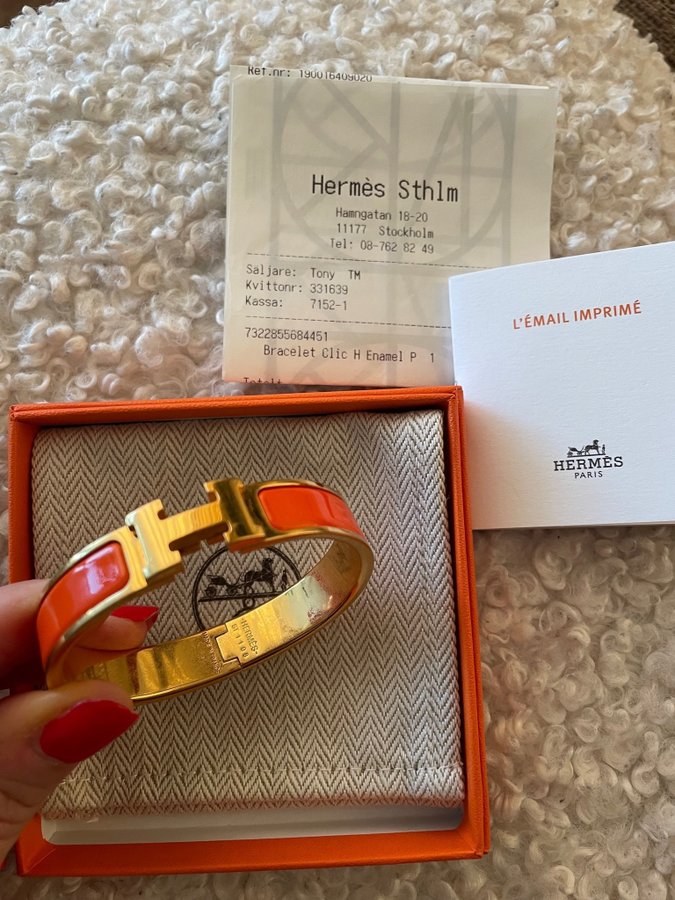 Ref.nr: 190016409020
Hermès Sthlm
Hamngatan 18-20
11177 Stockholm
Tel: 08-762 82 49
Saljare: Tony TM
Kvittonr: 331639
Kassa: 7152-1
7322855684451
Bracelet Clic H Enamel P 1
L'ÉMAIL IMPRIMÉ
HERMÈS
PARIS
HERMÈS